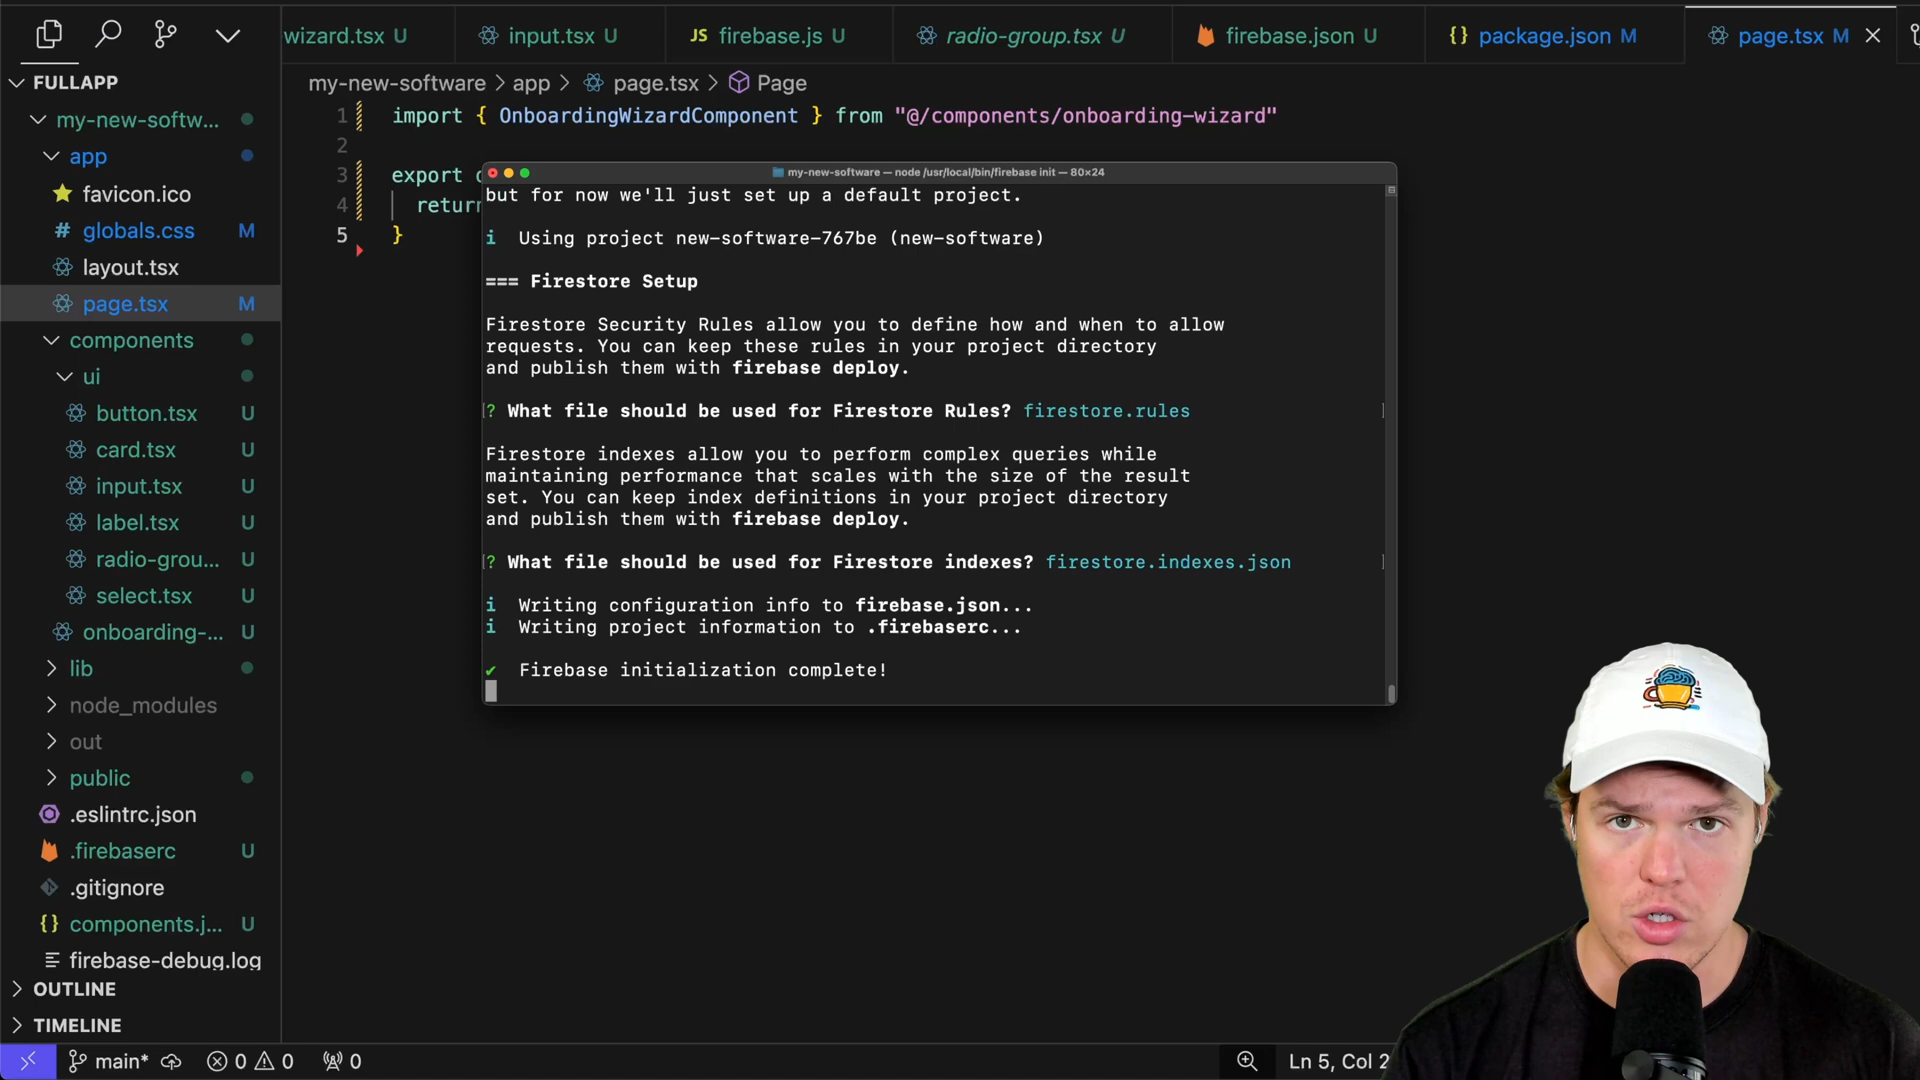 wizard.tsx U
input.tsx U
JS firebase.js U
radio-group.tsx U
firebase.json U
{} package.json M
page.tsx M
FULLAPP
my-new-softw...
app
favicon.ico
# globals.css M
layout.tsx
page.tsx M
components
ui
button.tsx U
card.tsx U
input.tsx U
label.tsx U
radio-grou... U
select.tsx U
onboarding-... U
lib
node_modules
out
public
.eslintrc.json
.firebaserc U
.gitignore
{} components.j... U
firebase-debug.log
OUTLINE
TIMELINE
my-new-software > app > page.tsx > Page
1 import { OnboardingWizardComponent } from "@/components/onboarding-wizard"
2
3 export
4 return
5 }
my-new-software — node /usr/local/bin/firebase init — 80×24
but for now we'll just set up a default project.
i Using project new-software-767be (new-software)
=== Firestore Setup
Firestore Security Rules allow you to define how and when to allow
requests. You can keep these rules in your project directory
and publish them with firebase deploy.
? What file should be used for Firestore Rules? firestore.rules
Firestore indexes allow you to perform complex queries while
maintaining performance that scales with the size of the result
set. You can keep index definitions in your project directory
and publish them with firebase deploy.
? What file should be used for Firestore indexes? firestore.indexes.json
i Writing configuration info to firebase.json...
i Writing project information to .firebaserc...
✔ Firebase initialization complete!
main* 0 0 0
Ln 5, Col 2